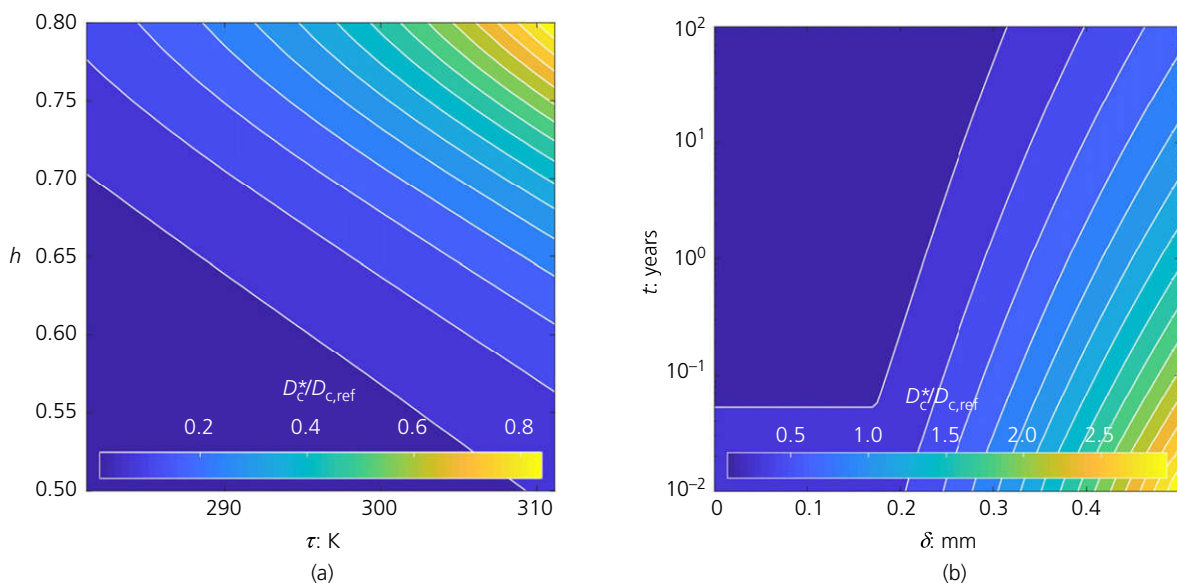 0.80
0.75
0.70
h 0.65
0.60
0.55
0.50
D*c/Dc,ref
0.2 0.4 0.6 0.8
290 300 310
τ: K
(a)
10²
10¹
t: years
10⁰
10⁻¹
10⁻²
D*c/Dc,ref
0.5 1.0 1.5 2.0 2.5
0 0.1 0.2 0.3 0.4
δ: mm
(b)